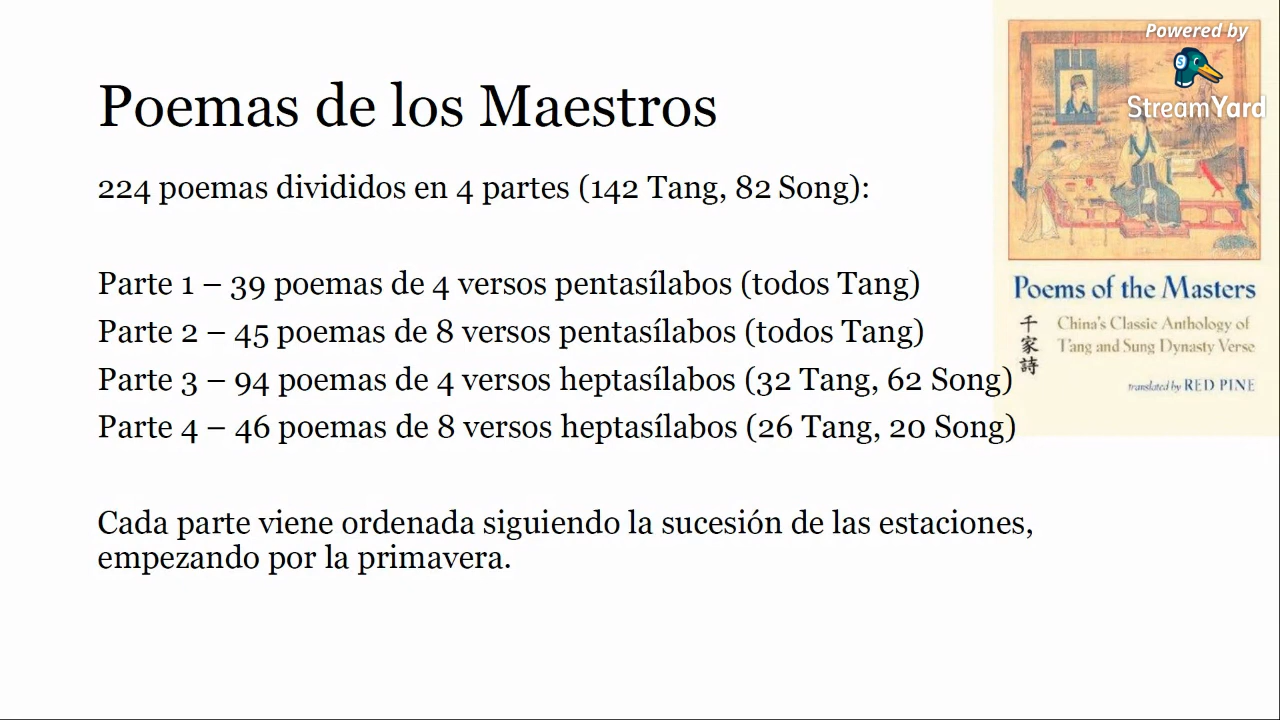 Poemas de los Maestros
224 poemas divididos en 4 partes (142 Tang, 82 Song):
Parte 1 – 39 poemas de 4 versos pentasílabos (todos Tang)
Parte 2 – 45 poemas de 8 versos pentasílabos (todos Tang)
Parte 3 – 94 poemas de 4 versos heptasílabos (32 Tang, 62 Song)
Parte 4 – 46 poemas de 8 versos heptasílabos (26 Tang, 20 Song)
Cada parte viene ordenada siguiendo la sucesión de las estaciones,
empezando por la primavera.
Powered by
StreamYard
Poems of the Masters
千家詩
China's Classic Anthology of
Tang and Sung Dynasty Verse
translated by RED PINE